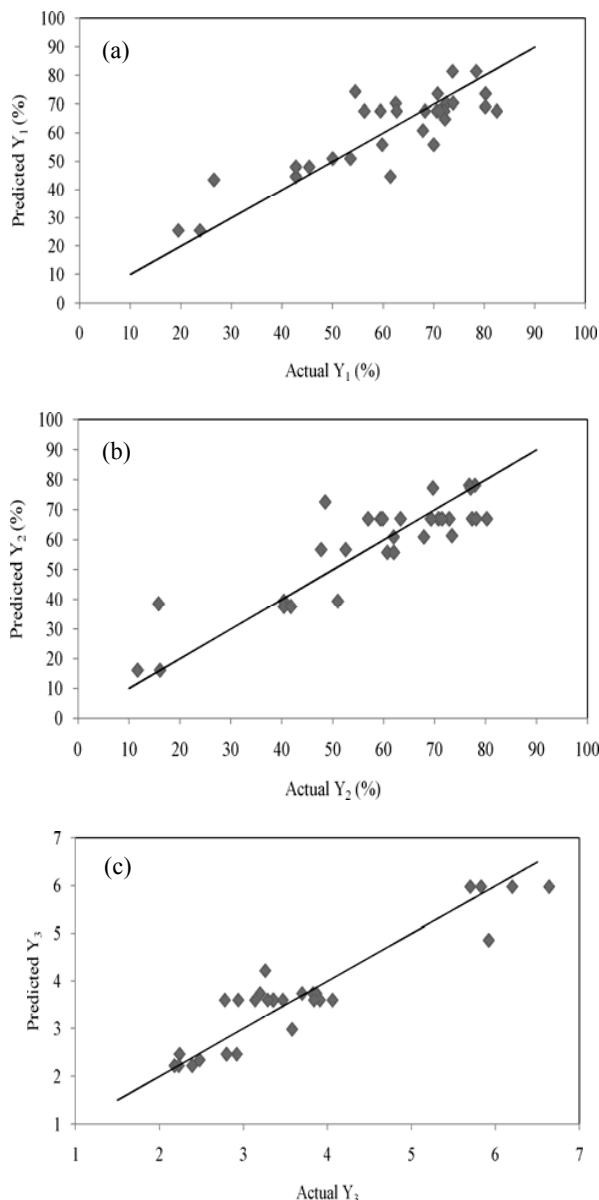 (a)
100
90
80
70
60
50
40
30
20
10
0
Predicted Y₁ (%)
0 10 20 30 40 50 60 70 80 90 100
Actual Y₁ (%)
(b)
100
90
80
70
60
50
40
30
20
10
0
Predicted Y₂ (%)
0 10 20 30 40 50 60 70 80 90 100
Actual Y₂ (%)
(c)
7
6
5
4
3
2
1
Predicted Y₃
1 2 3 4 5 6 7
Actual Y₃